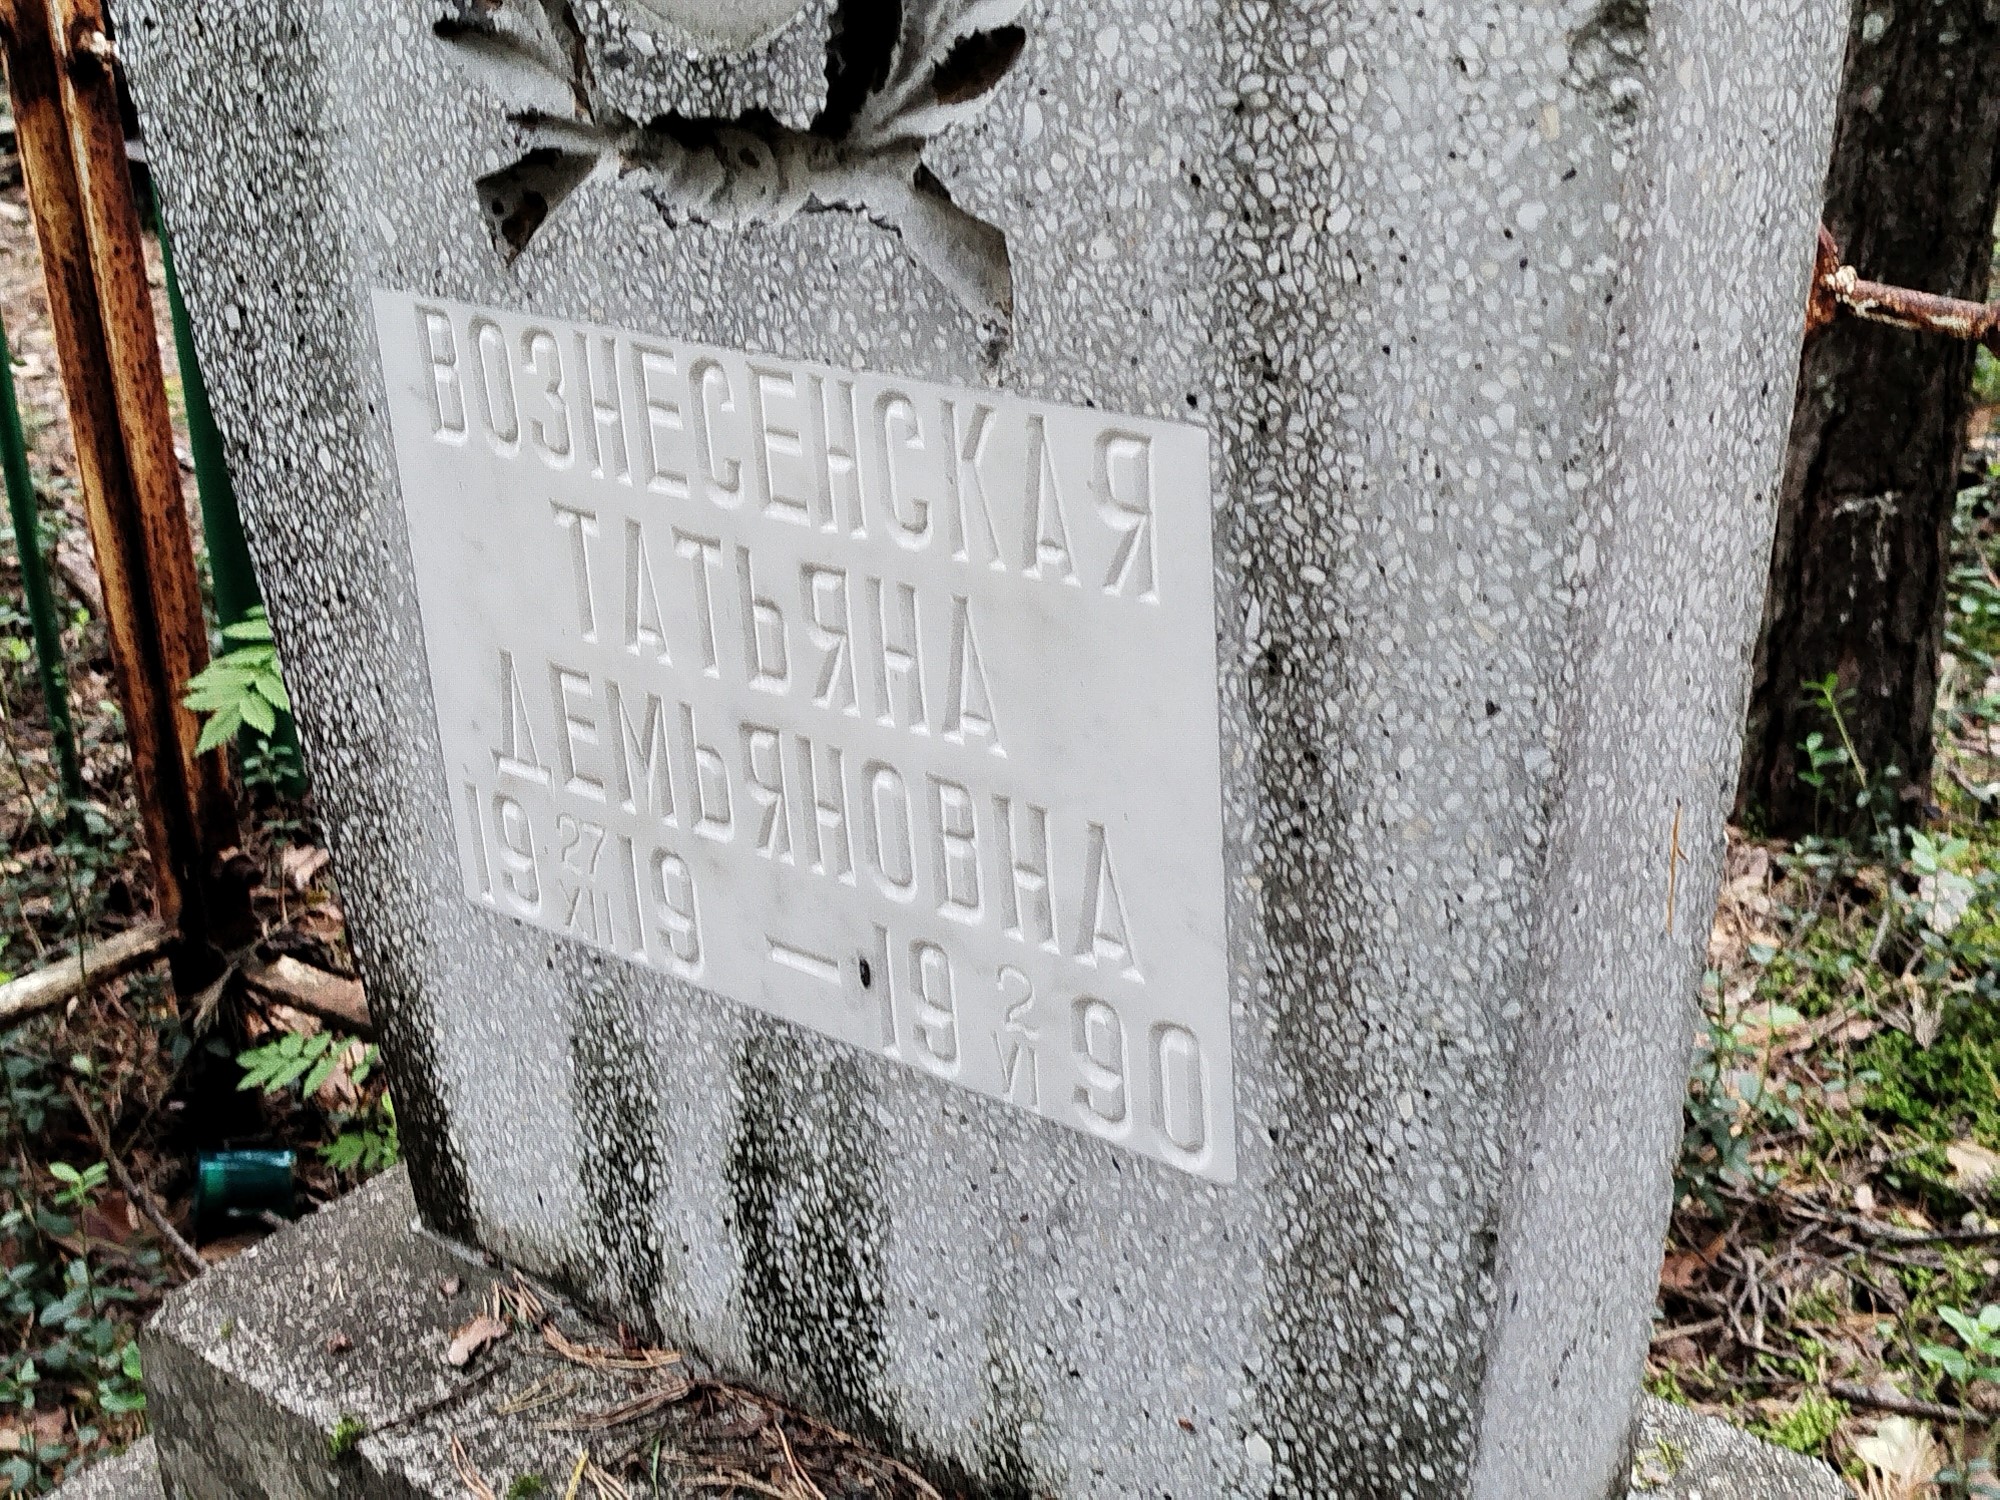 ВОЗНЕСЕНСКАЯ
ТАТЬЯНА
ДЕМЬЯНОВНА
19 27/XII 19 — 19 2/VI 90